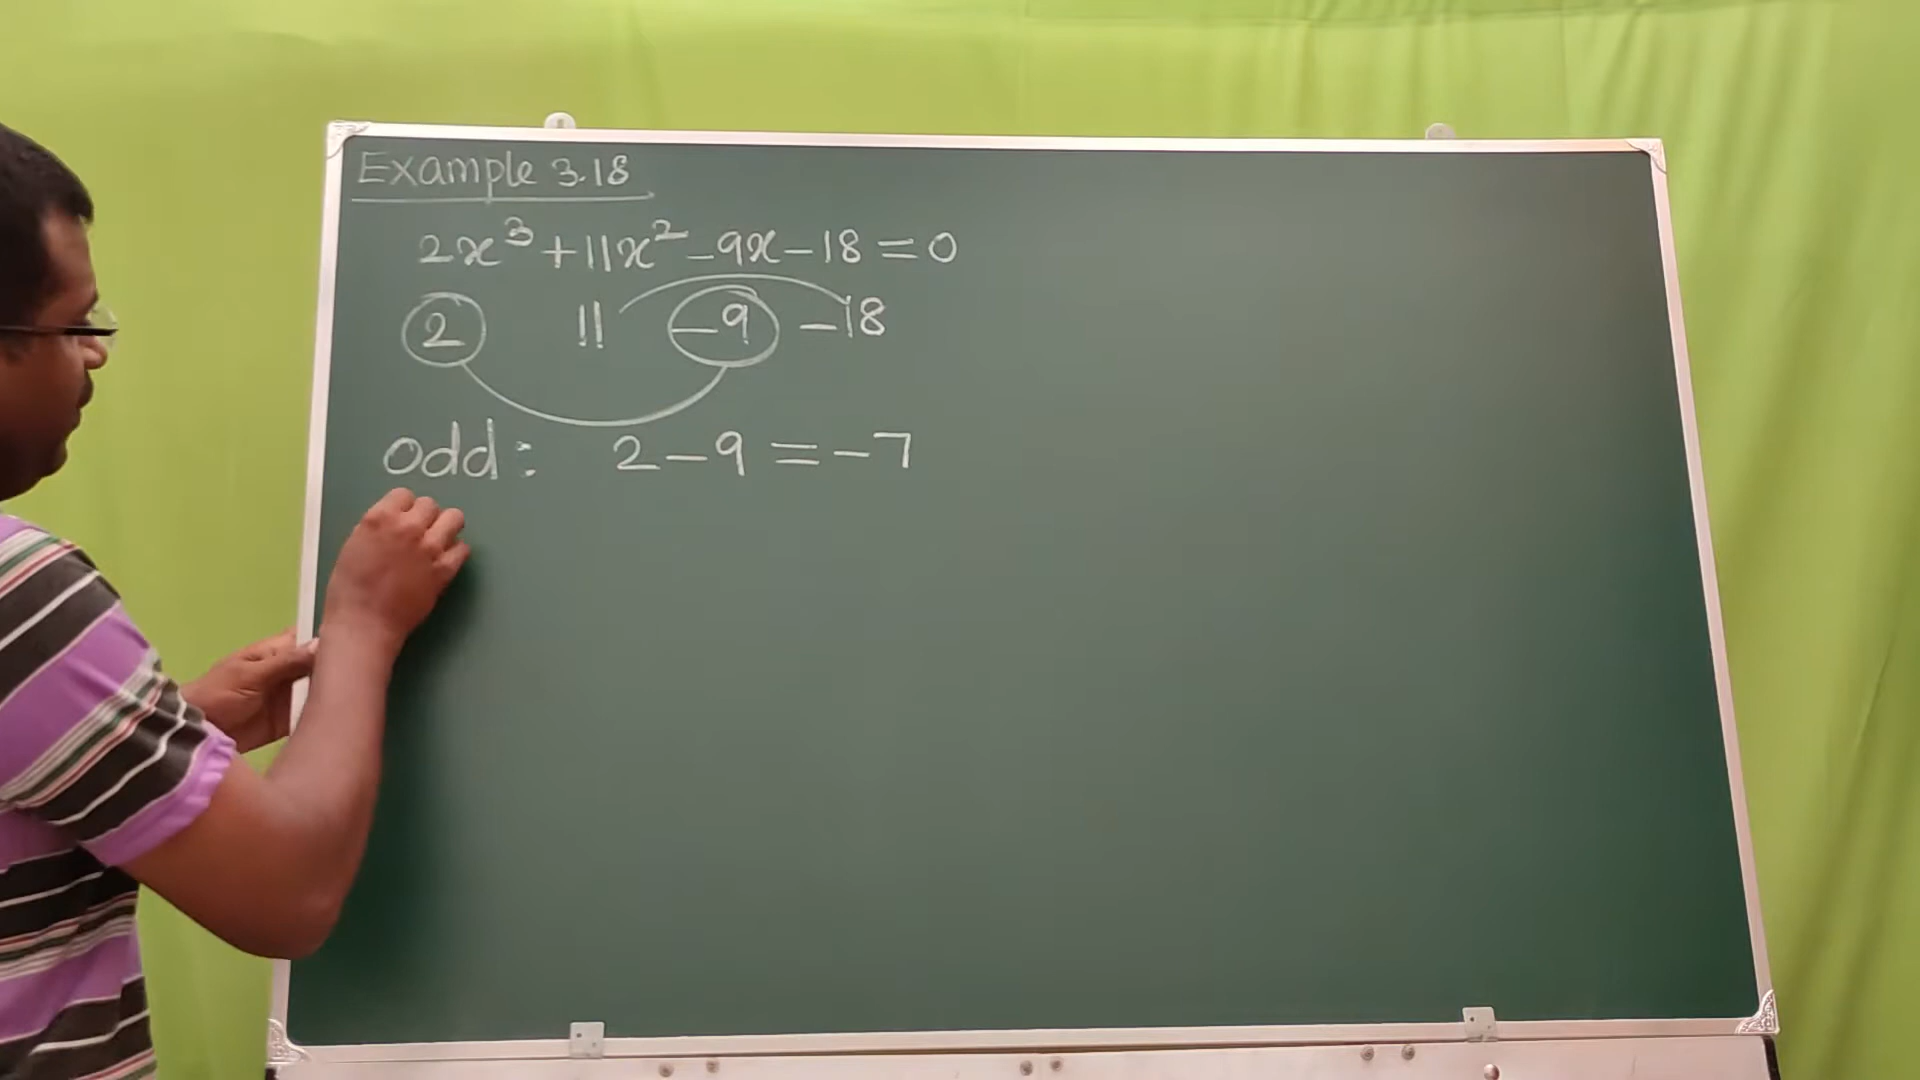 Example 3.18
2x³+11x²-9x-18=0
2 11 -9 -18
odd: 2-9=-7